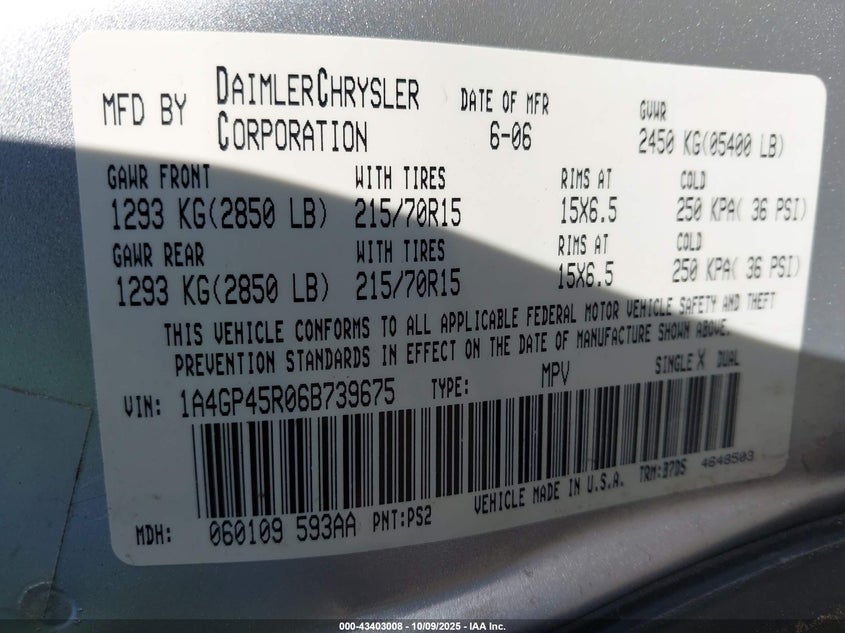 MFD BY DAIMLERCHRYSLER CORPORATION DATE OF MFR 6-06 GVWR 2450 KG(05400 LB)
GAWR FRONT WITH TIRES RIMS AT COLD
1293 KG(2850 LB) 215/70R15 15X6.5 250 KPA( 36 PSI)
GAWR REAR WITH TIRES RIMS AT COLD
1293 KG(2850 LB) 215/70R15 15X6.5 250 KPA( 36 PSI)
THIS VEHICLE CONFORMS TO ALL APPLICABLE FEDERAL MOTOR VEHICLE SAFETY AND THEFT
PREVENTION STANDARDS IN EFFECT ON THE DATE OF MANUFACTURE SHOWN ABOVE.
VIN: 1A4GP45R06B739675 TYPE: MPV SINGLE X DUAL
MDH: 060109 593AA PNT:PS2 VEHICLE MADE IN U.S.A. TRM:B7D5 4648503
000-43403008 - 10/09/2025 - IAA Inc.